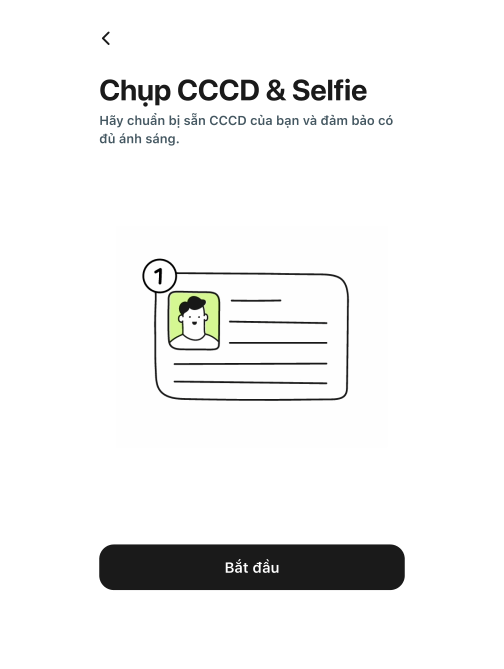 Chụp CCCD & Selfie
Hãy chuẩn bị sẵn CCCD của bạn và đảm bảo có
đủ ánh sáng.
1
Bắt đầu